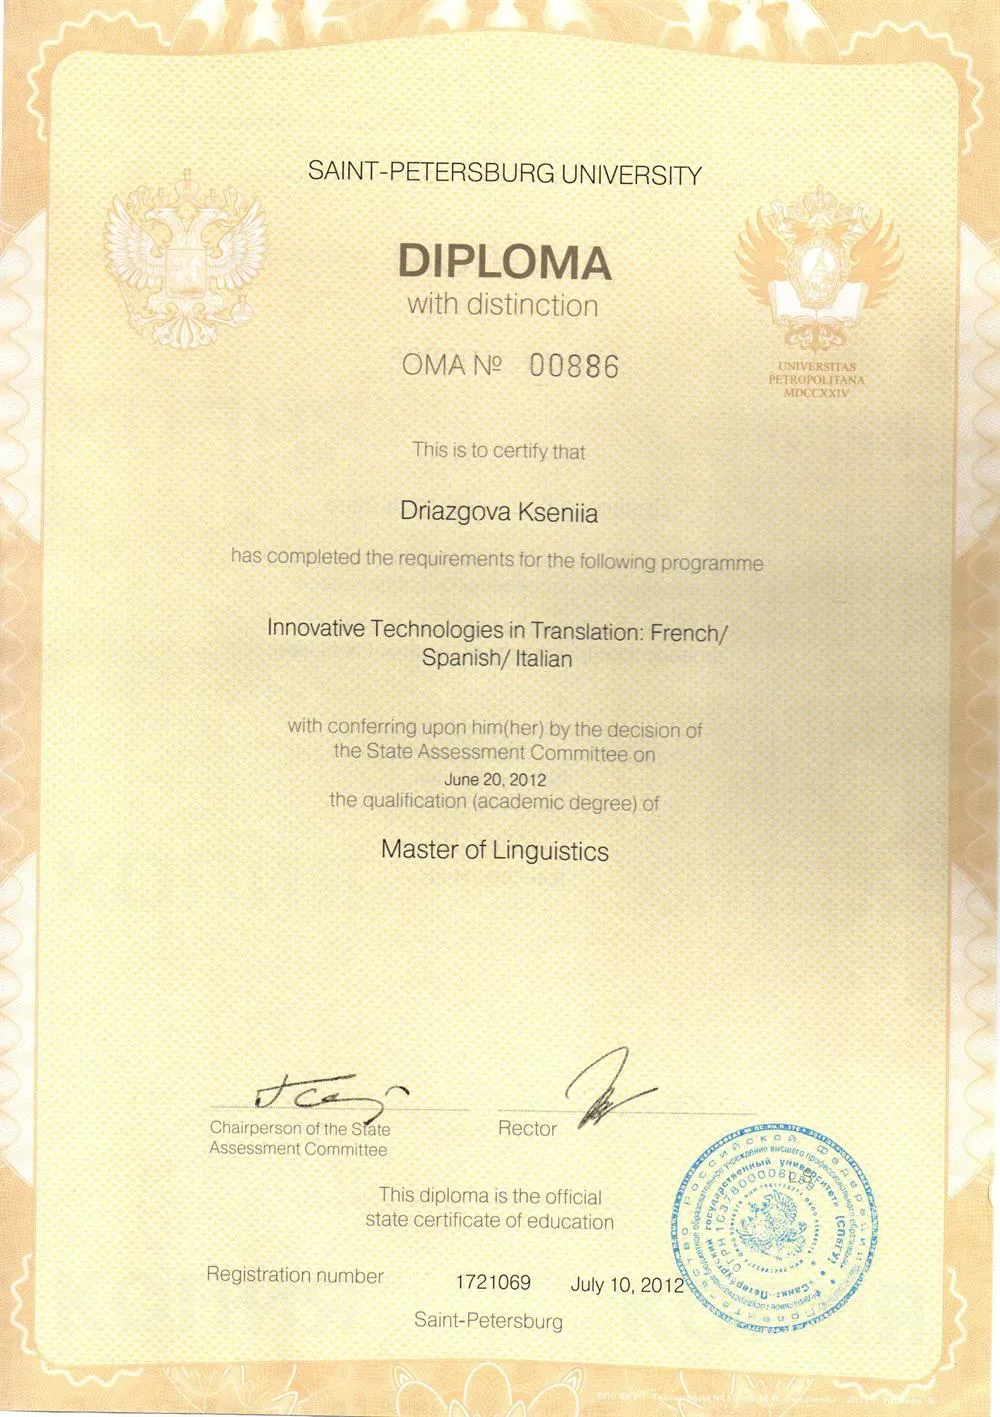 SAINT-PETERSBURG UNIVERSITY
DIPLOMA
with distinction
OMA № 00886
UNIVERSITAS
PETROPOLITANA
MDCCXXIV
This is to certify that
Driazgova Kseniia
has completed the requirements for the following programme
Innovative Technologies in Translation: French/
Spanish/ Italian
with conferring upon him(her) by the decision of
the State Assessment Committee on
June 20, 2012
the qualification (academic degree) of
Master of Linguistics
Chairperson of the State
Assessment Committee
Rector
This diploma is the official
state certificate of education
Registration number 1721069 July 10, 2012
Saint-Petersburg